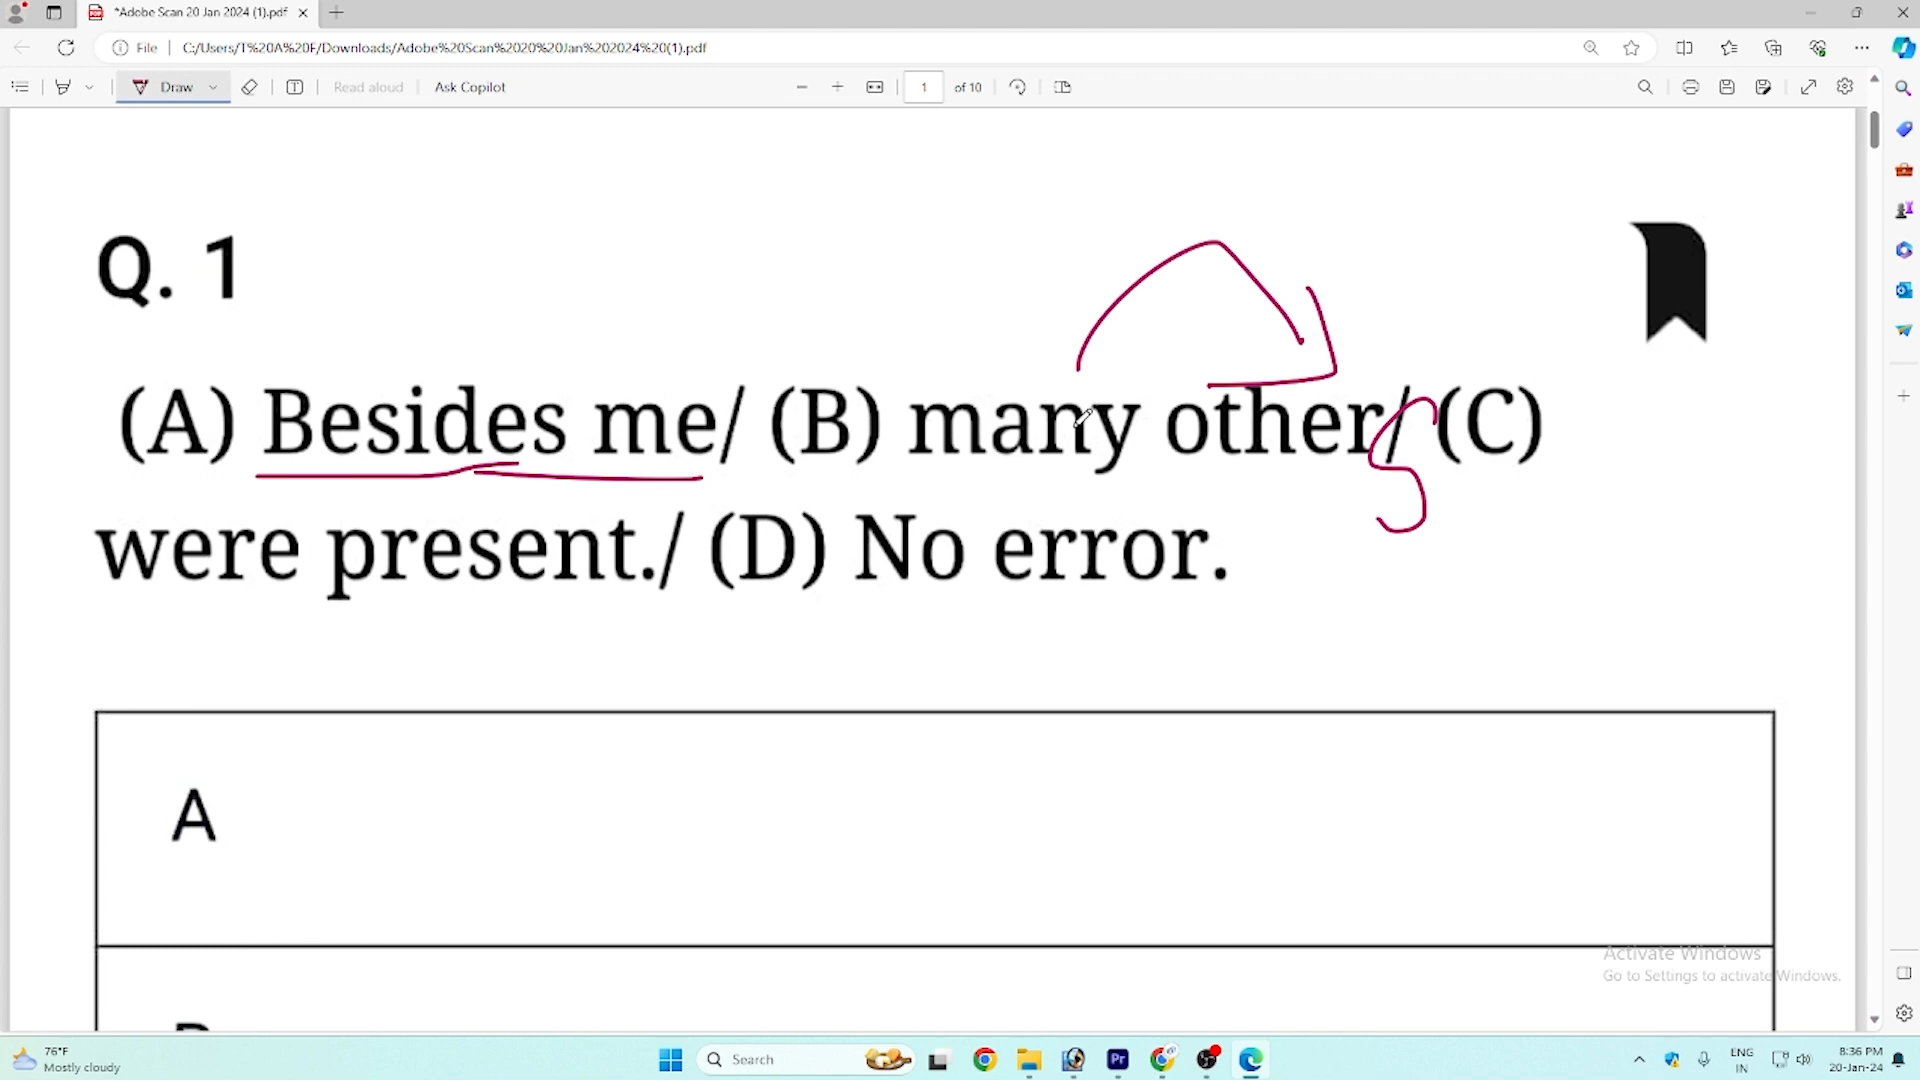 *Adobe Scan 20 Jan 2024 (1).pdf
File | C:/Users/T%20A%20F/Downloads/Adobe%20Scan%2020%20Jan%202024%20(1).pdf
Draw Read aloud Ask Copilot 1 of 10
Q. 1
(A) Besides me/ (B) many other/s (C)
were present./ (D) No error.
A
Activate Windows
Go to Settings to activate Windows.
76°F
Mostly cloudy
Search
Pr
ENG
IN
8:36 PM
20-Jan-24